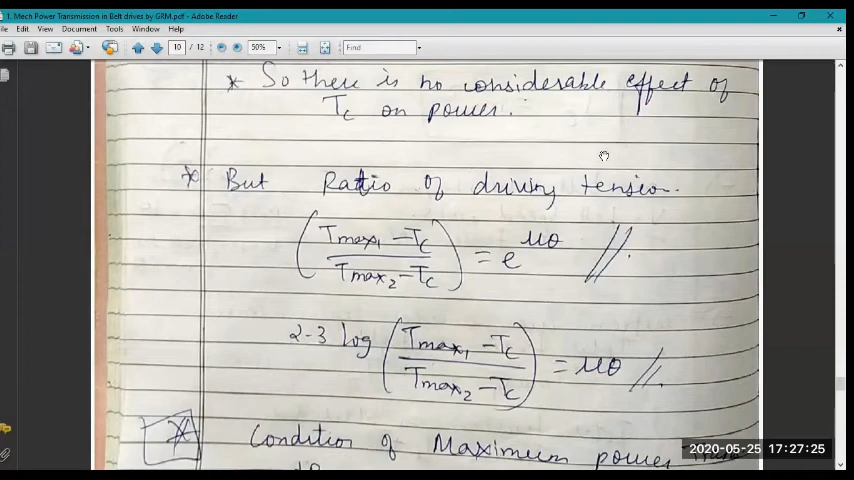 1. Mech Power Transmission in Belt drives by GRM.pdf - Adobe Reader
Edit View Document Tools Window Help
10 / 12 50% Find
* So there is no considerable effect of
Tc on power.
* But Ratio of driving tension.
(Tmax1 - Tc / Tmax2 - Tc) = e^μθ //.
2.3 log (Tmax1 - Tc / Tmax2 - Tc) = μθ //.
* Condition of Maximum power
2020-05-25 17:27:25